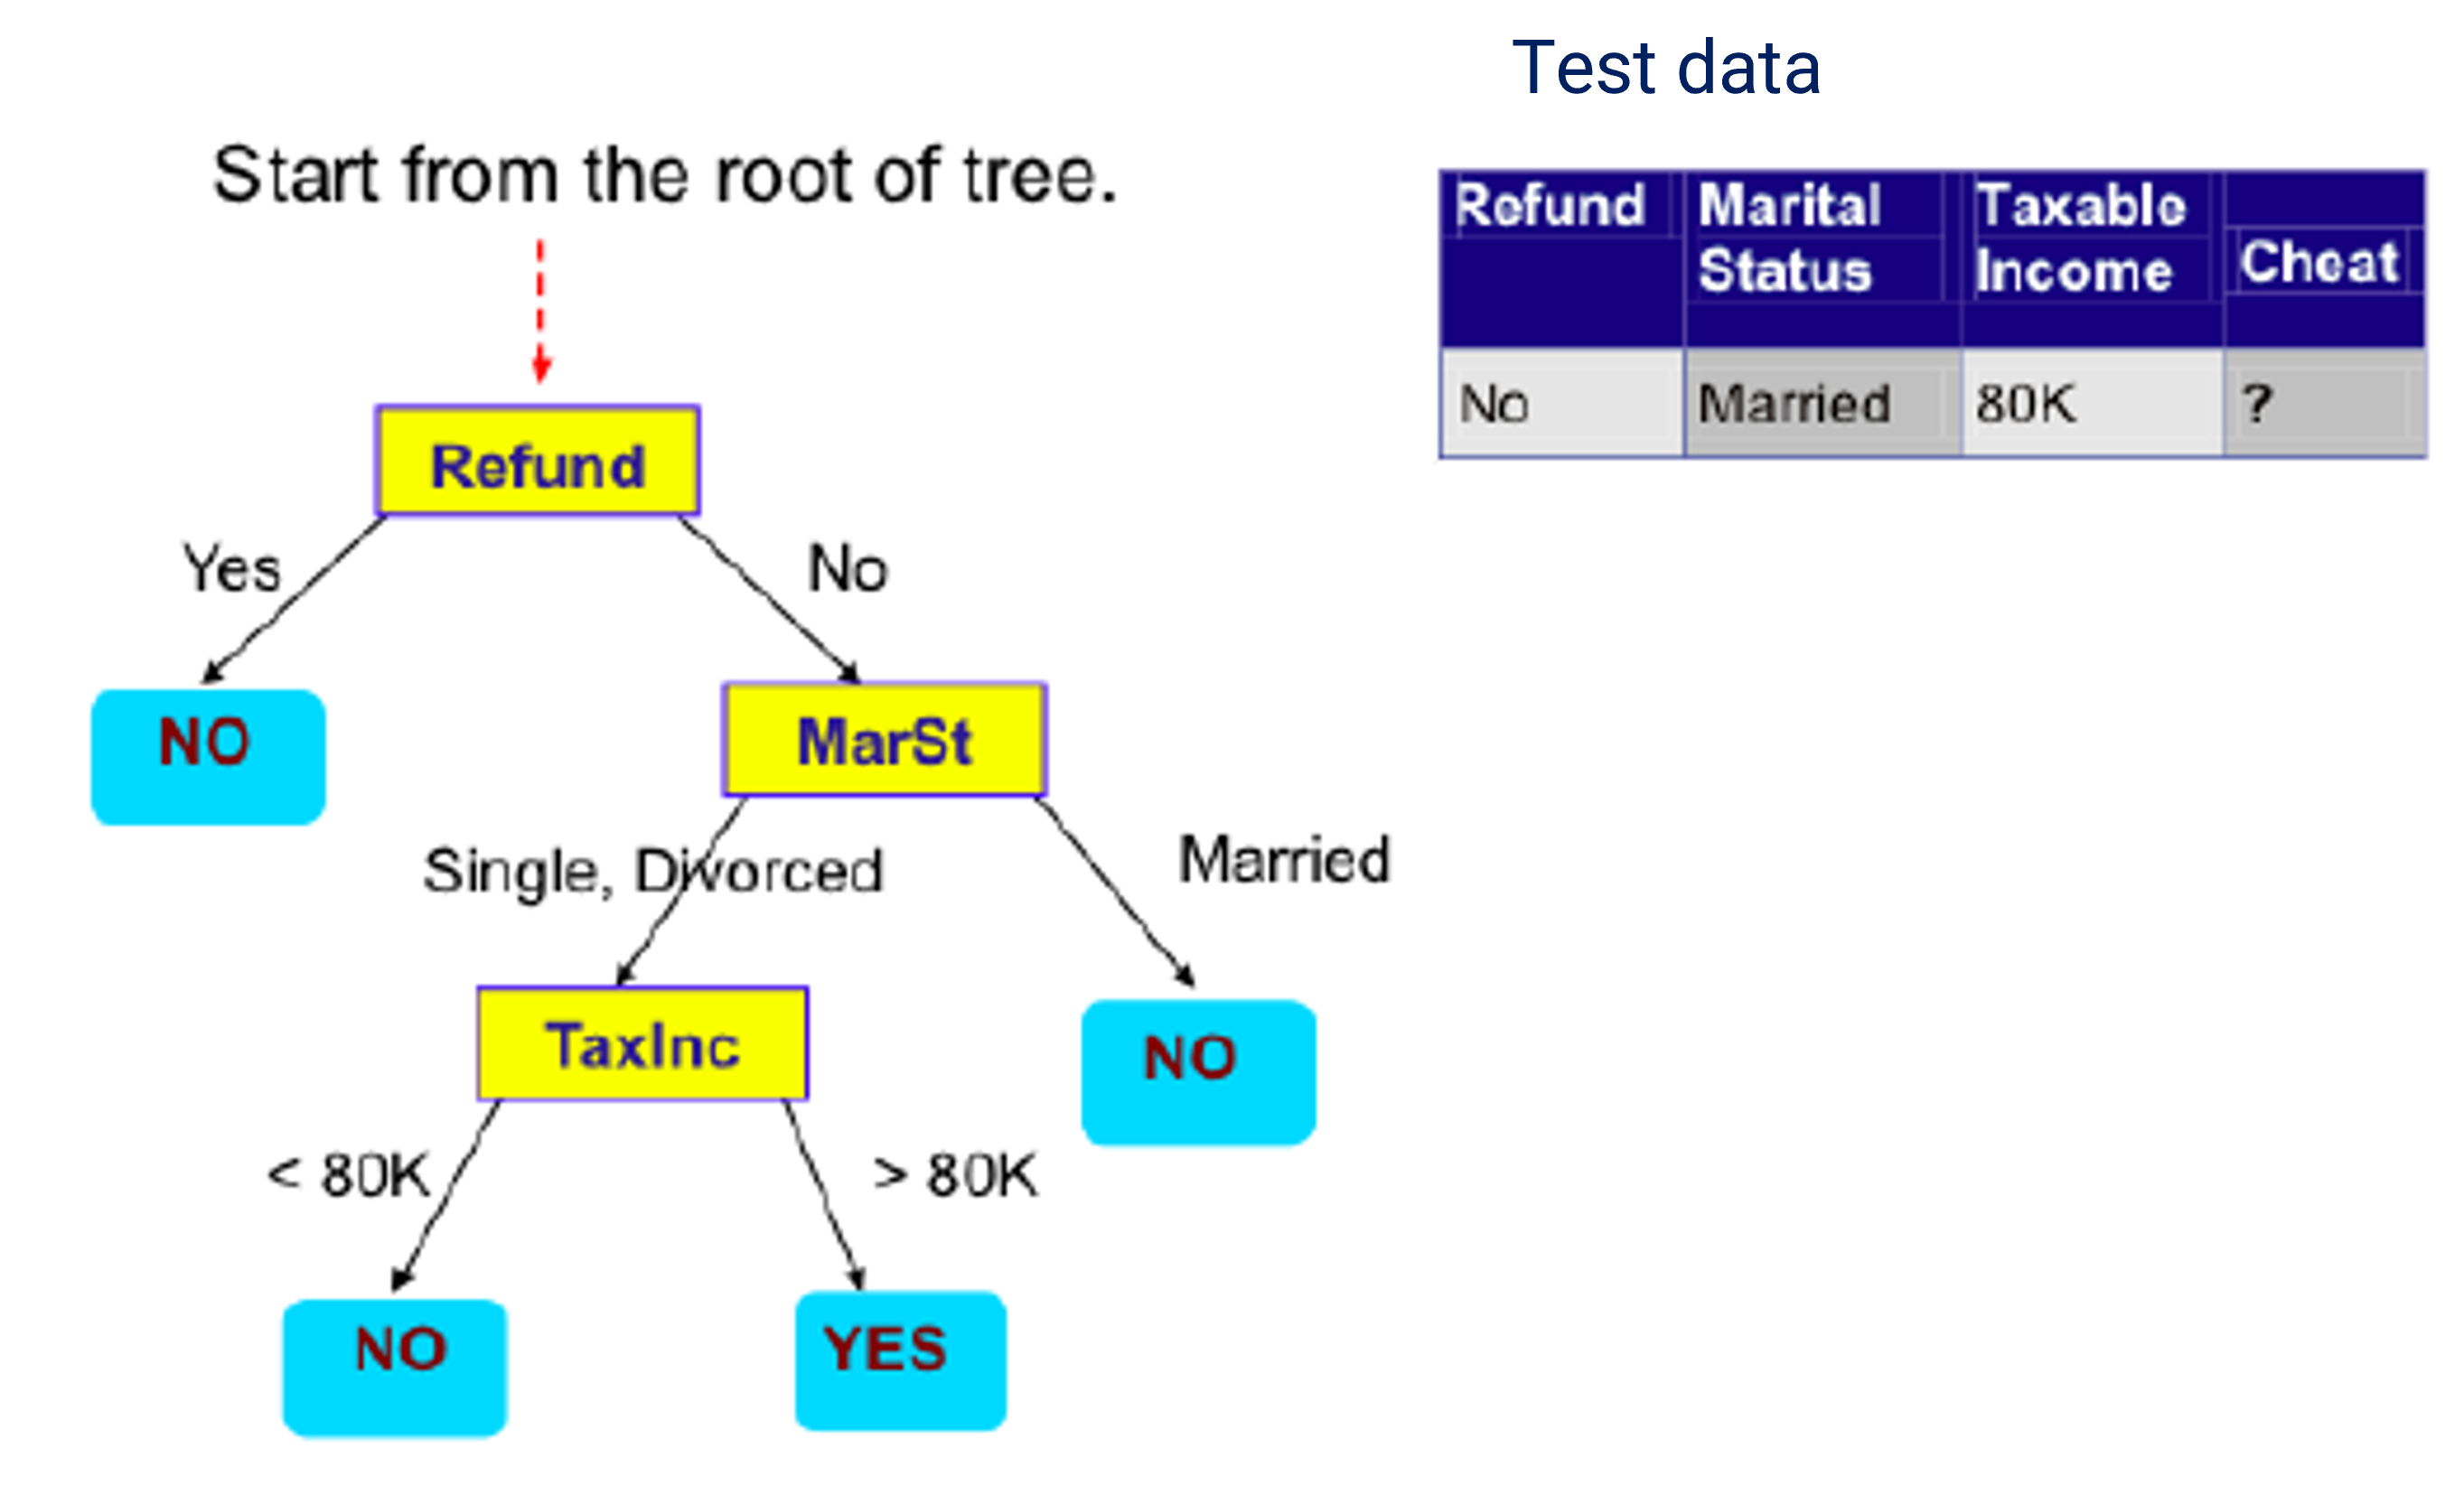 Test data
Start from the root of tree.
Refund Marital Status Taxable Income Cheat
No Married 80K ?
Refund
Yes No
NO
MarSt
Single, Divorced Married
TaxInc
NO
< 80K > 80K
NO YES